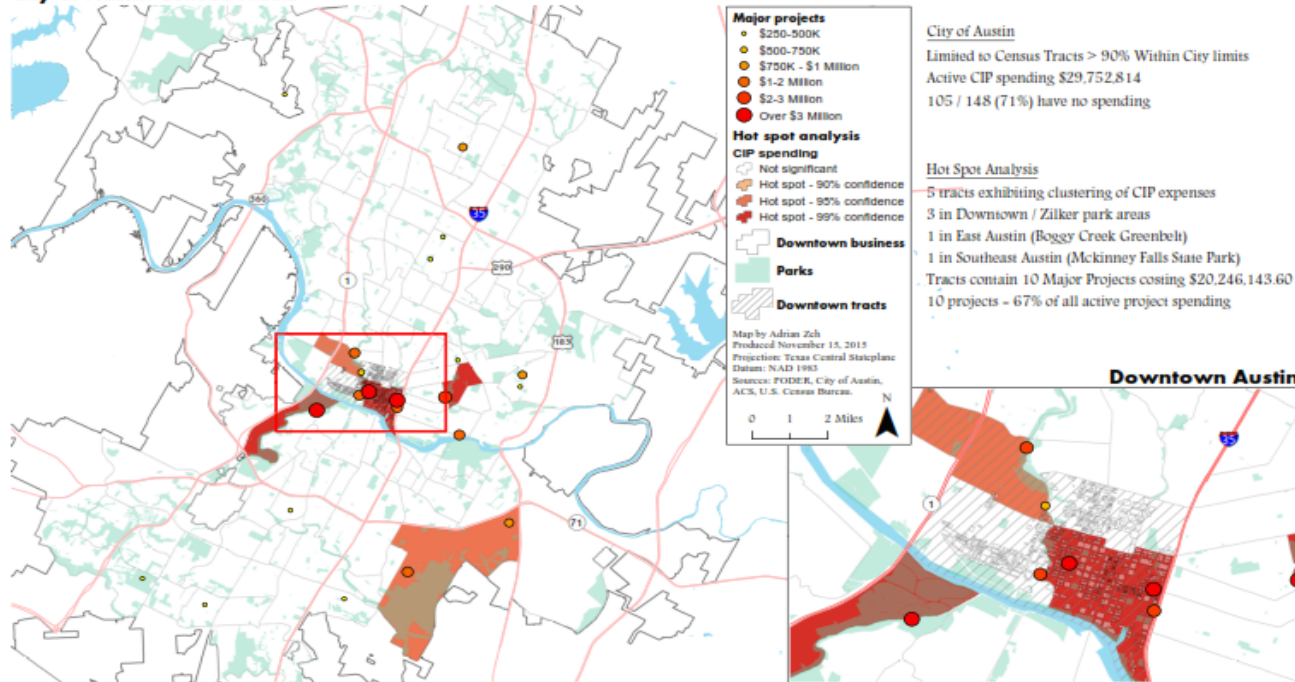 Major projects
$250-500K
$500-750K
$750K - $1 Million
$1-2 Million
$2-3 Million
Over $3 Million
Hot spot analysis
CIP spending
Not significant
Hot spot - 90% confidence
Hot spot - 95% confidence
Hot spot - 99% confidence
Downtown business
Parks
Downtown tracts
Map by Adrian Zeh
Produced November 15, 2015
Projection: Texas Central Stateplane
Datum: NAD 1983
Sources: PODER, City of Austin,
ACS, U.S. Census Bureau.
0 1 2 Miles
N
City of Austin
Limited to Census Tracts > 90% Within City limits
Active CIP spending $29,752,814
105 / 148 (71%) have no spending
Hot Spot Analysis
5 tracts exhibiting clustering of CIP expenses
3 in Downtown / Zilker park areas
1 in East Austin (Boggy Creek Greenbelt)
1 in Southeast Austin (Mckinney Falls State Park)
Tracts contain 10 Major Projects costing $20,246,143.60
10 projects - 67% of all active project spending
Downtown Austin
360
35
290
1
183
71
35
1